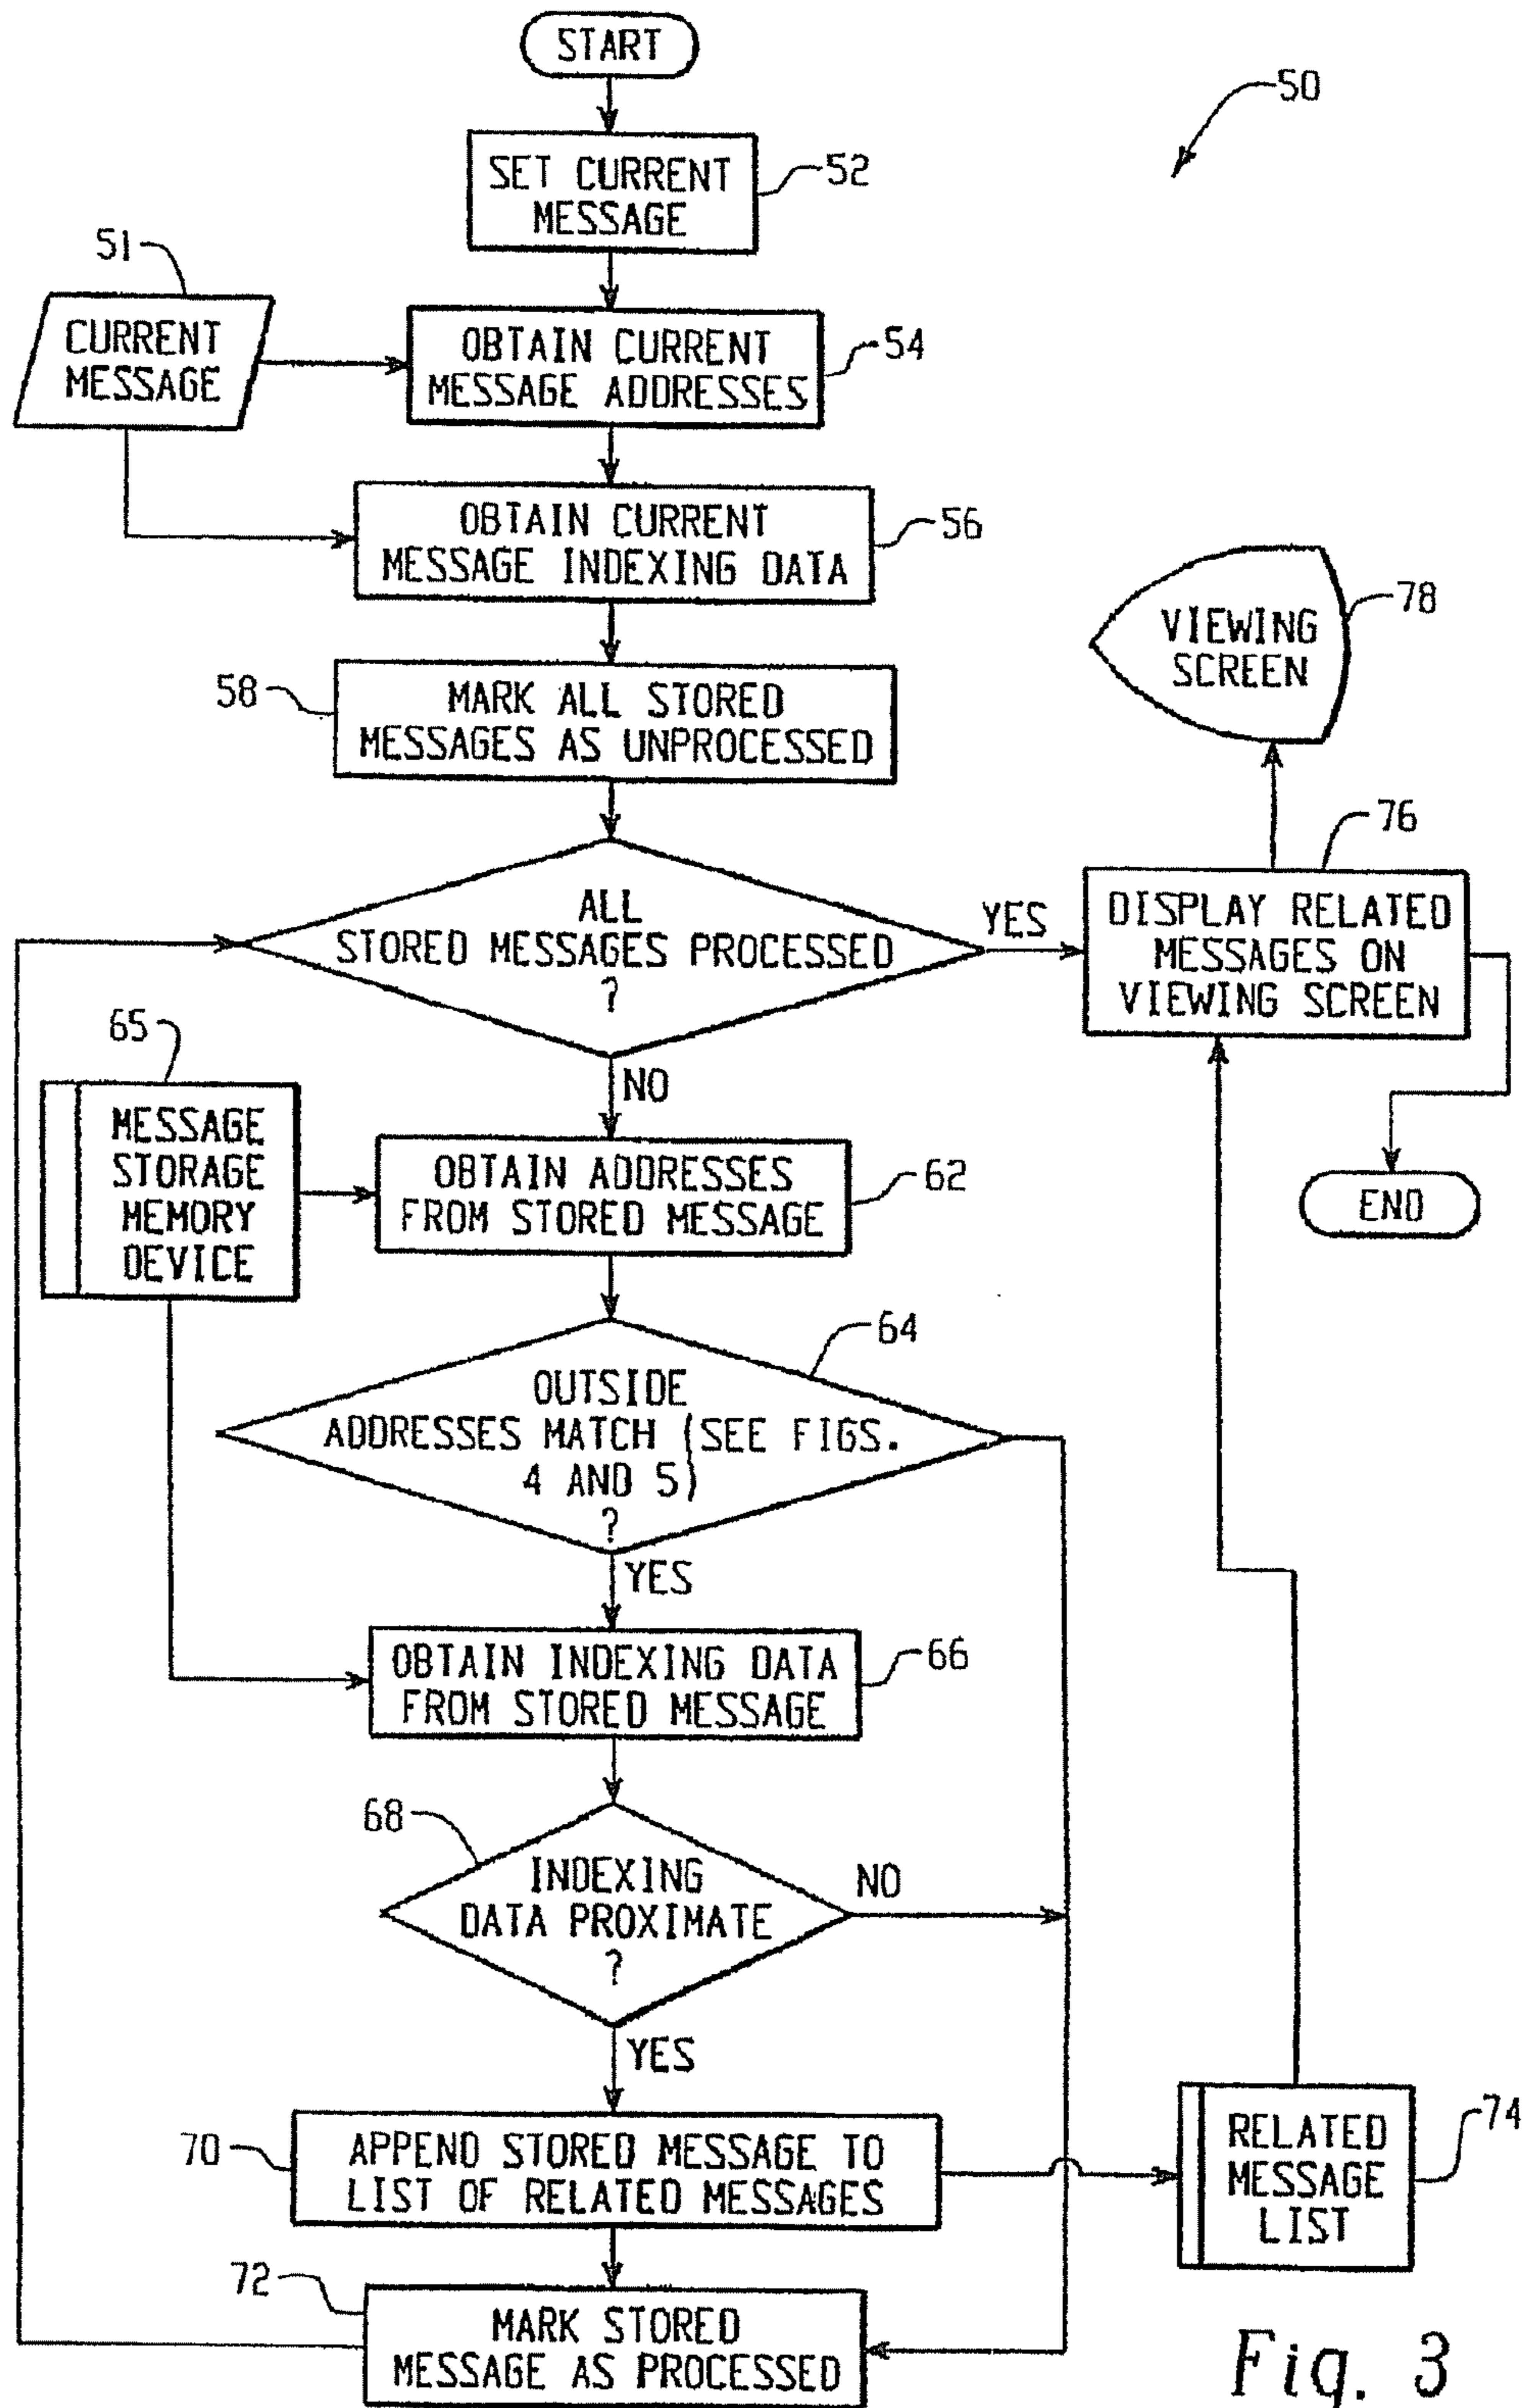 START
50
SET CURRENT
MESSAGE
52
51
CURRENT
MESSAGE
OBTAIN CURRENT
MESSAGE ADDRESSES
54
OBTAIN CURRENT
MESSAGE INDEXING DATA
56
58
MARK ALL STORED
MESSAGES AS UNPROCESSED
VIEWING
SCREEN
78
ALL
STORED MESSAGES PROCESSED
?
YES
76
DISPLAY RELATED
MESSAGES ON
VIEWING SCREEN
NO
65
MESSAGE
STORAGE
MEMORY
DEVICE
OBTAIN ADDRESSES
FROM STORED MESSAGE
62
END
64
OUTSIDE
ADDRESSES MATCH (SEE FIGS.
4 AND 5)
?
YES
OBTAIN INDEXING DATA
FROM STORED MESSAGE
66
68
INDEXING
DATA PROXIMATE
?
NO
YES
70
APPEND STORED MESSAGE TO
LIST OF RELATED MESSAGES
RELATED
MESSAGE
LIST
74
72
MARK STORED
MESSAGE AS PROCESSED
Fig. 3